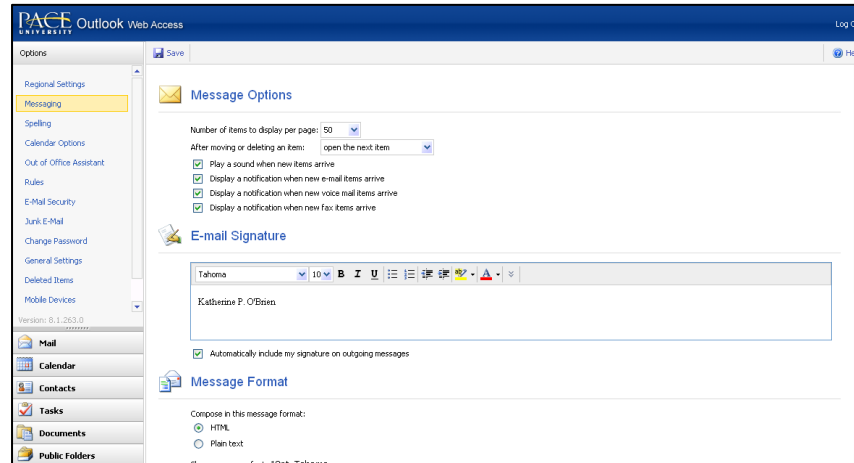 PACE UNIVERSITY Outlook Web Access
Log
Options
Save
Regional Settings
Messaging
Spelling
Calendar Options
Out of Office Assistant
Rules
E-Mail Security
Junk E-Mail
Change Password
General Settings
Deleted Items
Mobile Devices
Version: 8.1.263.0
Mail
Calendar
Contacts
Tasks
Documents
Public Folders
Message Options
Number of items to display per page: 50
After moving or deleting an item: open the next item
Play a sound when new items arrive
Display a notification when new e-mail items arrive
Display a notification when new voice mail items arrive
Display a notification when new fax items arrive
E-mail Signature
Tahoma 10 B I U A
Katherine P. O'Brien
Automatically include my signature on outgoing messages
Message Format
Compose in this message format:
HTML
Plain text